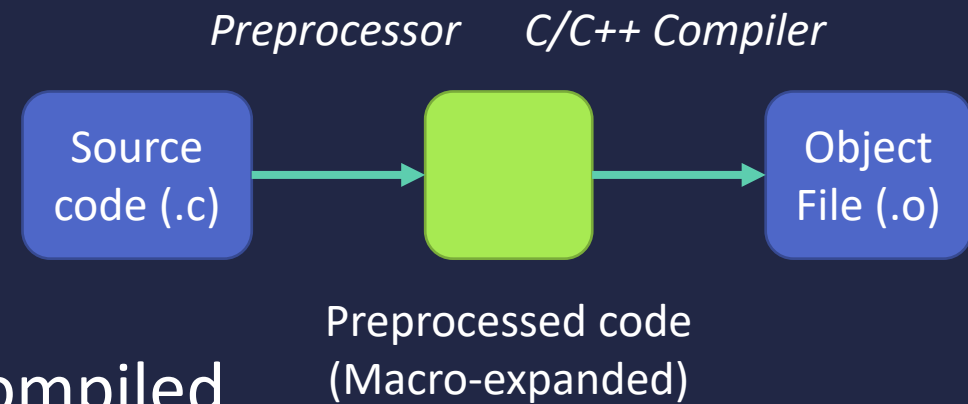 Preprocessor C/C++ Compiler
Source
code (.c)
Object
File (.o)
Preprocessed code
(Macro-expanded)